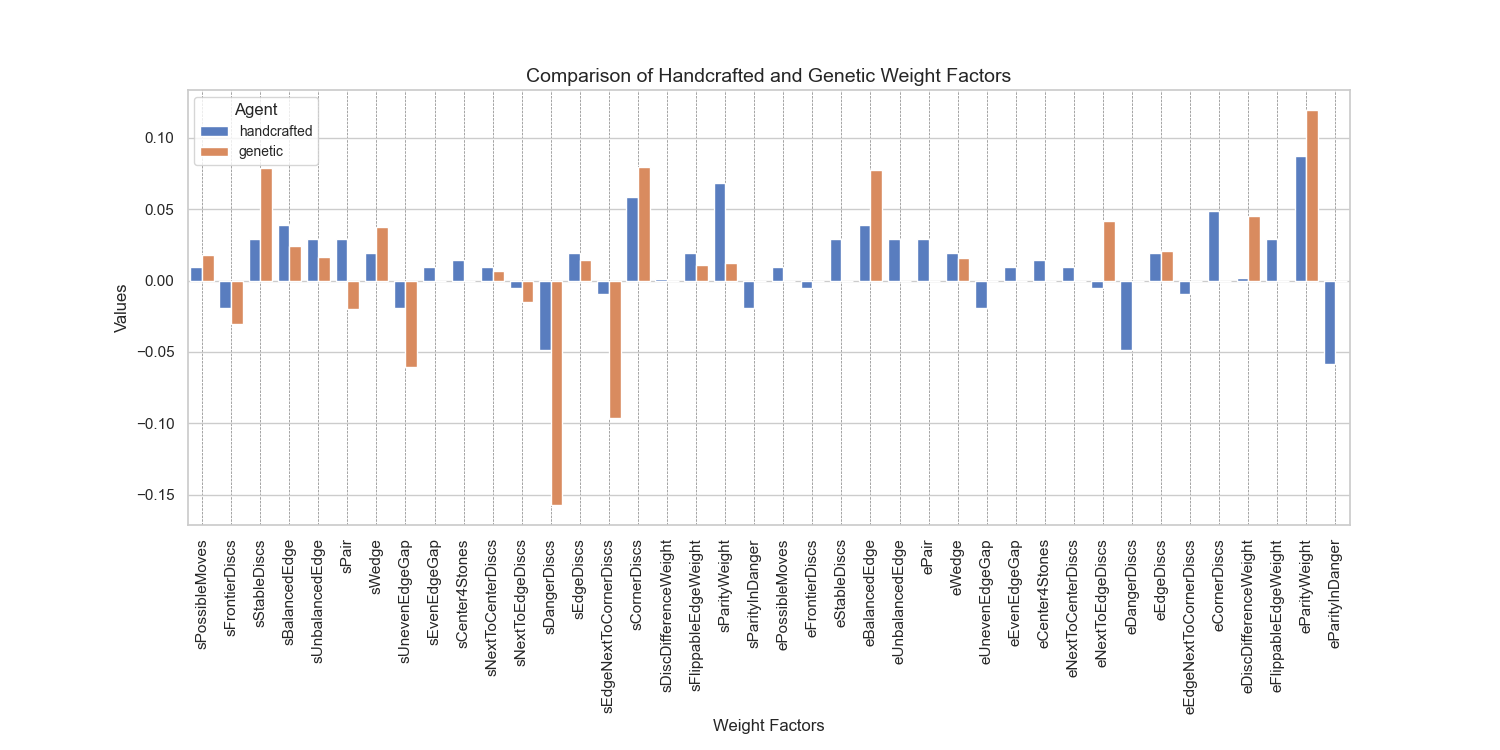 Comparison of Handcrafted and Genetic Weight Factors
Agent
handcrafted
genetic
Values
0.10
0.05
0.00
−0.05
−0.10
−0.15
sPossibleMoves
sFrontierDiscs
sStableDiscs
sBalancedEdge
sUnbalancedEdge
sPair
sWedge
sUnevenEdgeGap
sEvenEdgeGap
sCenter4Stones
sNextToCenterDiscs
sNextToEdgeDiscs
sDangerDiscs
sEdgeDiscs
sEdgeNextToCornerDiscs
sCornerDiscs
sDiscDifferenceWeight
sFlippableEdgeWeight
sParityWeight
sParityInDanger
ePossibleMoves
eFrontierDiscs
eStableDiscs
eBalancedEdge
eUnbalancedEdge
ePair
eWedge
eUnevenEdgeGap
eEvenEdgeGap
eCenter4Stones
eNextToCenterDiscs
eNextToEdgeDiscs
eDangerDiscs
eEdgeDiscs
eEdgeNextToCornerDiscs
eCornerDiscs
eDiscDifferenceWeight
eFlippableEdgeWeight
eParityWeight
eParityInDanger
Weight Factors